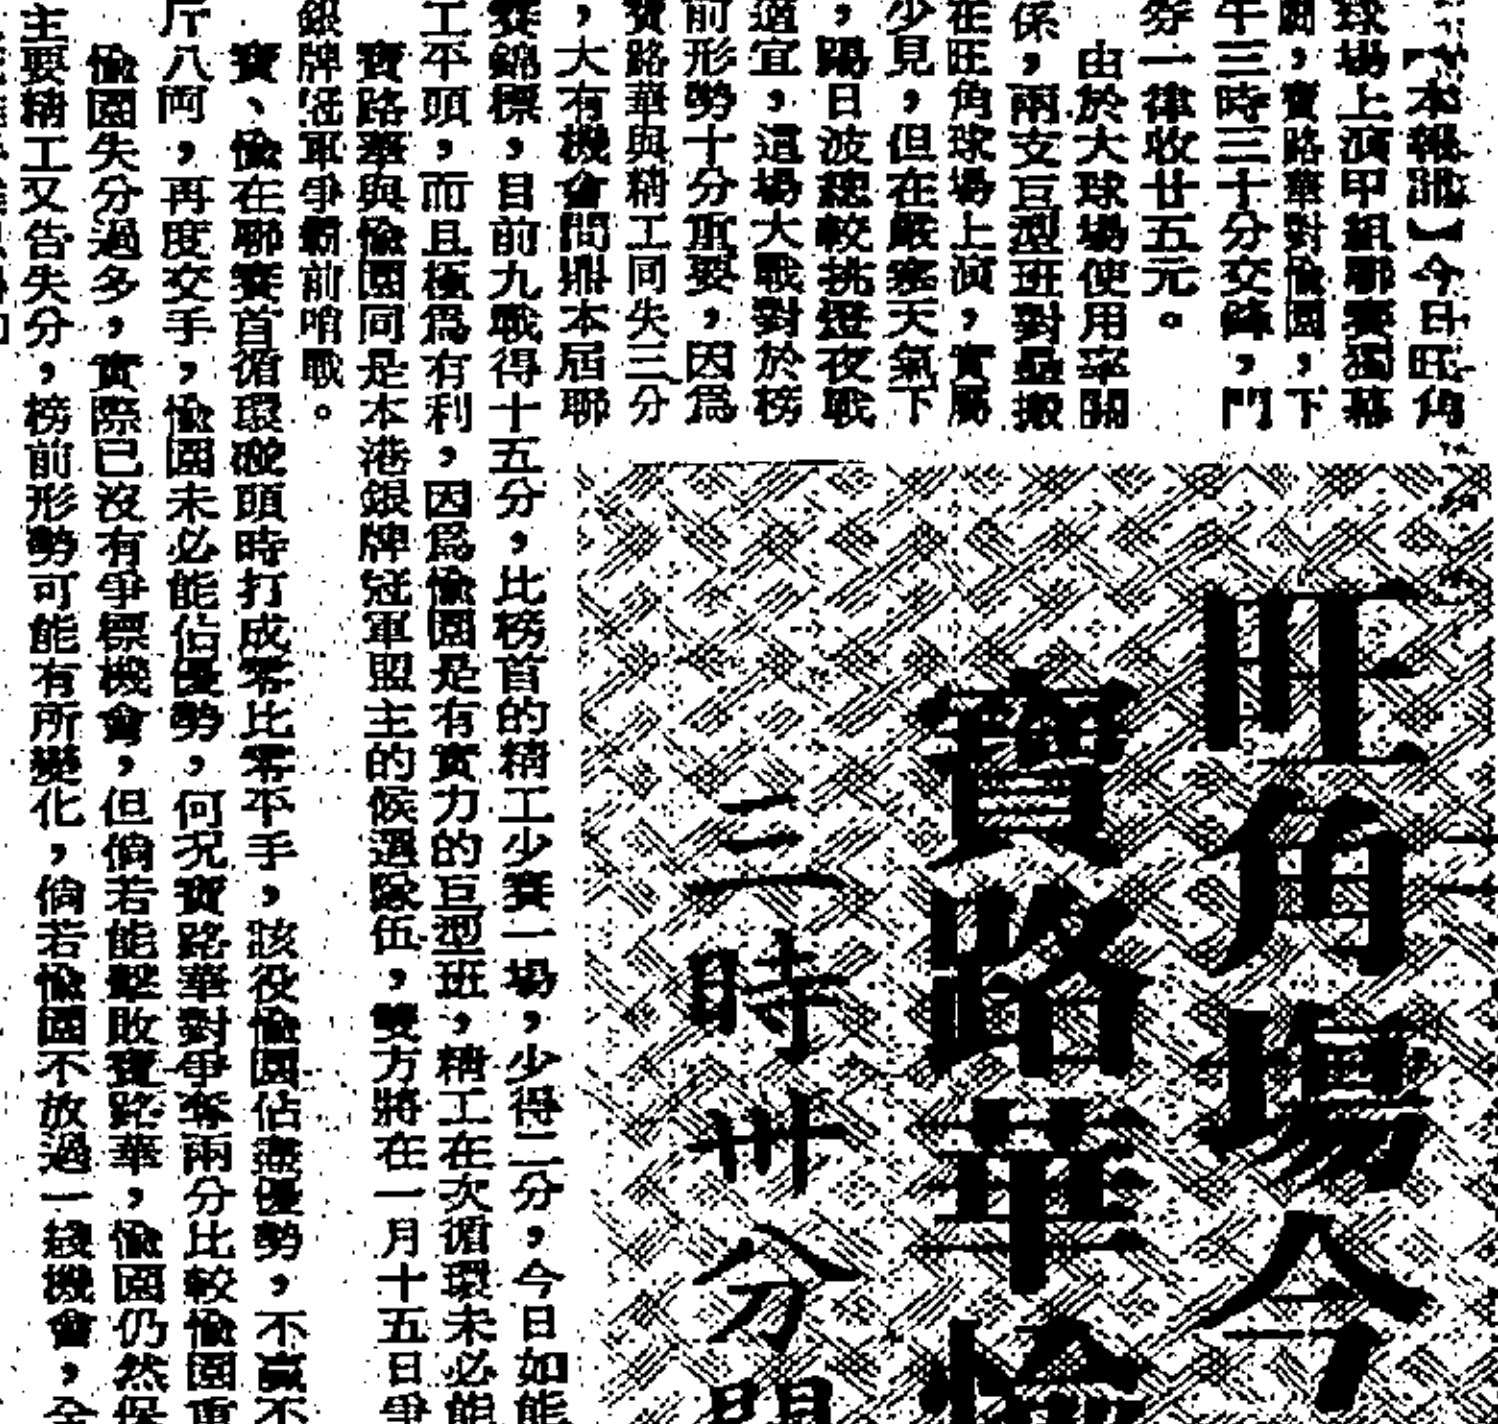 旺角場今
寶路華愉
三時卅分開
【本報訊】今日旺角
球場上演甲組聯賽獨幕
劇，寶路華對愉園，下
午三時三十分交鋒，門
券一律收廿五元。
由於大球場使用率關
係，兩支巨型班對壘搬
在旺角球場上演，實屬
少見，但在嚴寒天氣下
，踢日波總較挑燈夜戰
適宜，這場大戰對於榜
前形勢十分重要，因爲
寶路華與精工同失三分
，大有機會問鼎本屆聯
賽錦標，目前九戰得十五分，比榜首的精工少賽一場，少得二分，今日如能
工平頭，而且極爲有利，因爲愉園是有實力的巨型班，精工在次循環未必能
寶路華與愉園同是本港銀牌冠軍盟主的候選隊伍，雙方將在一月十五日爭
銀牌冠軍爭霸前哨戰。
寶、愉在聯賽首循環碰頭時打成零比零平手，該役愉園佔盡優勢，不贏不
斤八両，再度交手，愉園未必能佔優勢，何況寶路華對爭奪兩分比較愉園重
愉園失分過多，實際已沒有爭標機會，但倘若能擊敗寶路華，愉園仍然保
主要精工又告失分，榜前形勢可能有所變化，倘若愉園不放過一綫機會，全